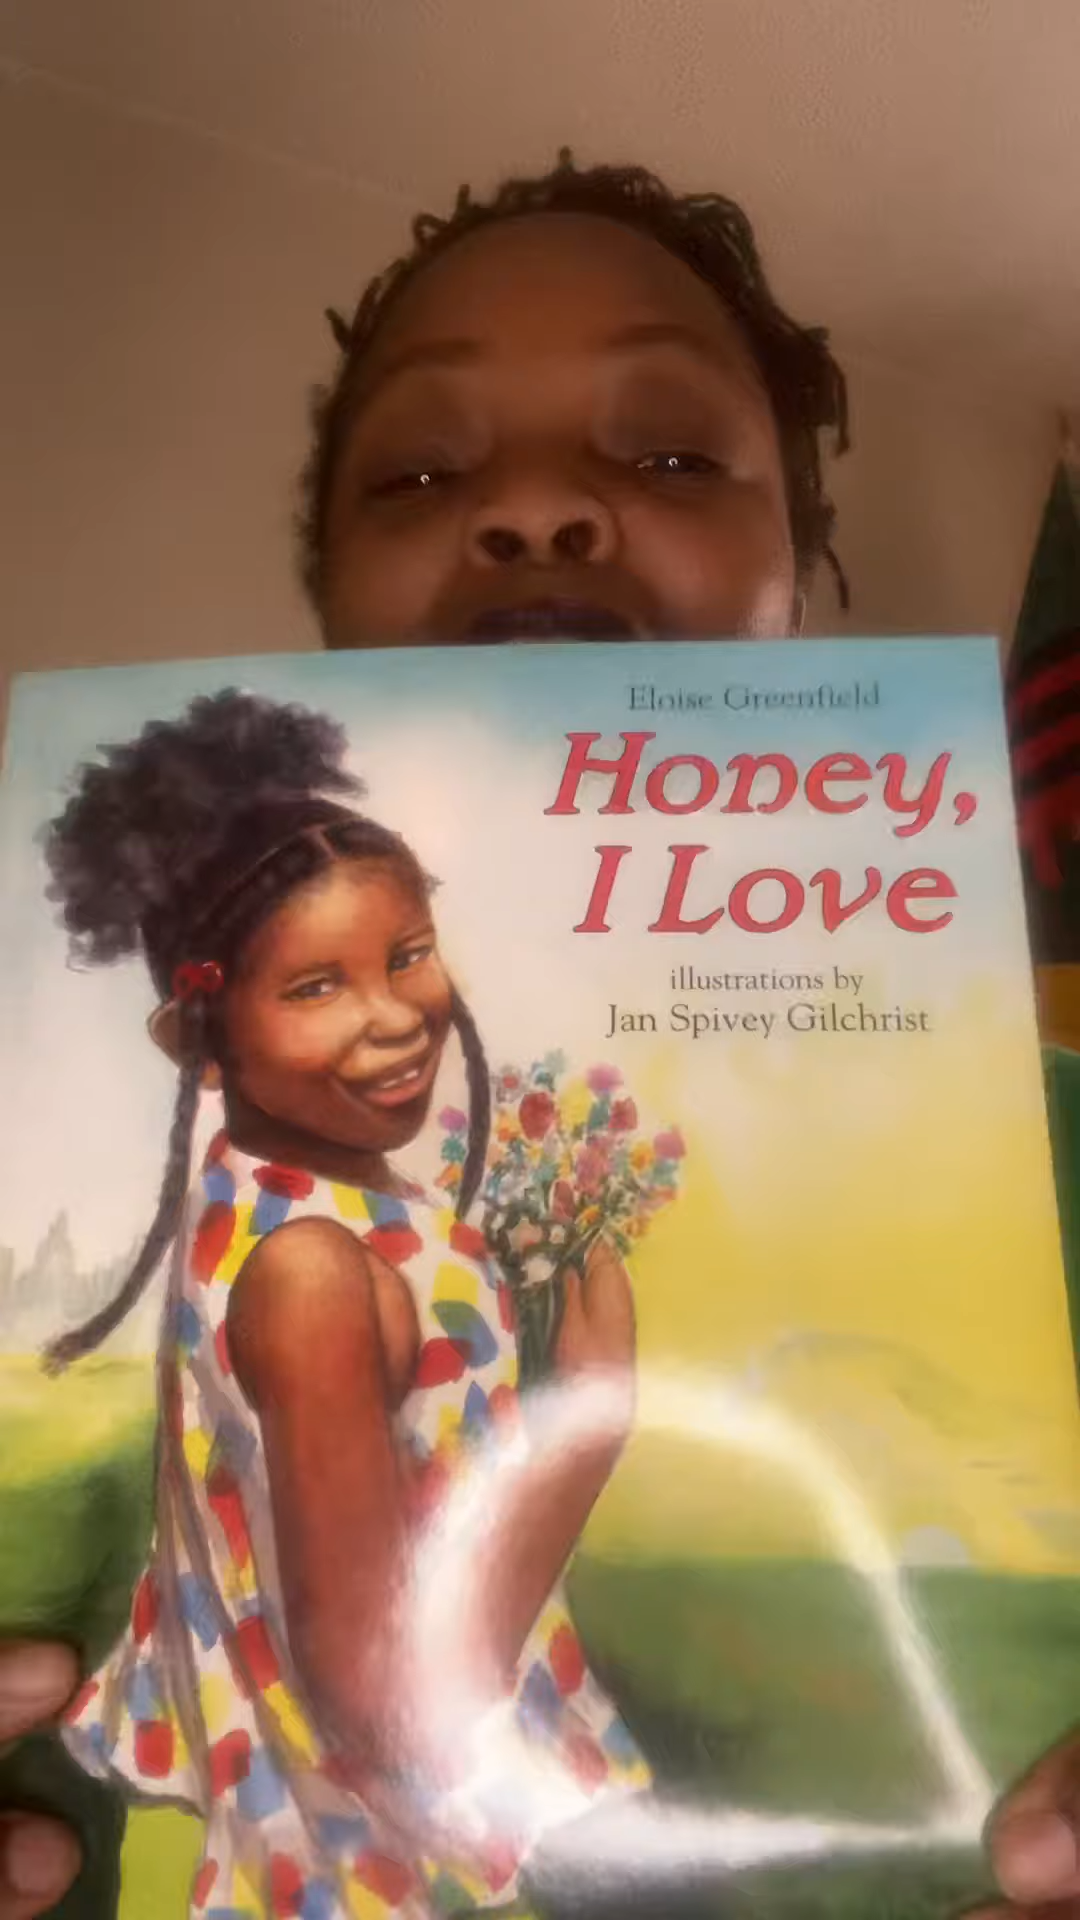 Eloise Greenfield
Honey,
I Love
illustrations by
Jan Spivey Gilchrist